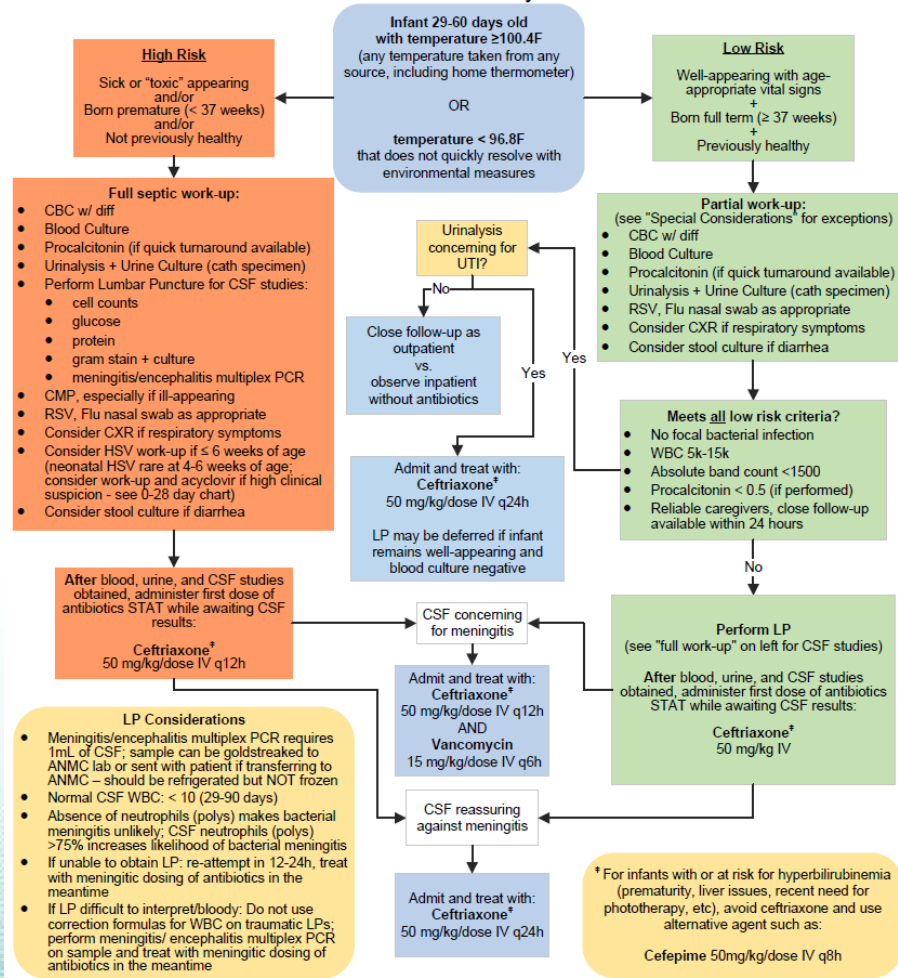 Infant 29-60 days old
with temperature ≥100.4F
(any temperature taken from any
source, including home thermometer)
OR
temperature < 96.8F
that does not quickly resolve with
environmental measures
High Risk
Sick or “toxic” appearing
and/or
Born premature (< 37 weeks)
and/or
Not previously healthy
Low Risk
Well-appearing with age-
appropriate vital signs
+
Born full term (≥ 37 weeks)
+
Previously healthy
Full septic work-up:
● CBC w/ diff
● Blood Culture
● Procalcitonin (if quick turnaround available)
● Urinalysis + Urine Culture (cath specimen)
● Perform Lumbar Puncture for CSF studies:
● cell counts
● glucose
● protein
● gram stain + culture
● meningitis/encephalitis multiplex PCR
● CMP, especially if ill-appearing
● RSV, Flu nasal swab as appropriate
● Consider CXR if respiratory symptoms
● Consider HSV work-up if ≤ 6 weeks of age
(neonatal HSV rare at 4-6 weeks of age;
consider work-up and acyclovir if high clinical
suspicion - see 0-28 day chart)
● Consider stool culture if diarrhea
Urinalysis
concerning for
UTI?
No
Yes
Yes
Close follow-up as
outpatient
vs.
observe inpatient
without antibiotics
Admit and treat with:
Ceftriaxone‡
50 mg/kg/dose IV q24h
LP may be deferred if infant
remains well-appearing and
blood culture negative
Partial work-up:
(see "Special Considerations" for exceptions)
● CBC w/ diff
● Blood Culture
● Procalcitonin (if quick turnaround available)
● Urinalysis + Urine Culture (cath specimen)
● RSV, Flu nasal swab as appropriate
● Consider CXR if respiratory symptoms
● Consider stool culture if diarrhea
Meets all low risk criteria?
● No focal bacterial infection
● WBC 5k-15k
● Absolute band count <1500
● Procalcitonin < 0.5 (if performed)
● Reliable caregivers, close follow-up
available within 24 hours
No
After blood, urine, and CSF studies
obtained, administer first dose of
antibiotics STAT while awaiting CSF
results:
Ceftriaxone‡
50 mg/kg/dose IV q12h
CSF concerning
for meningitis
Admit and treat with:
Ceftriaxone‡
50 mg/kg/dose IV q12h
AND
Vancomycin
15 mg/kg/dose IV q6h
Perform LP
(see "full work-up" on left for CSF studies)
After blood, urine, and CSF studies
obtained, administer first dose of antibiotics
STAT while awaiting CSF results:
Ceftriaxone‡
50 mg/kg IV
LP Considerations
● Meningitis/encephalitis multiplex PCR requires
1mL of CSF; sample can be goldstreaked to
ANMC lab or sent with patient if transferring to
ANMC – should be refrigerated but NOT frozen
● Normal CSF WBC: < 10 (29-90 days)
● Absence of neutrophils (polys) makes bacterial
meningitis unlikely; CSF neutrophils (polys)
>75% increases likelihood of bacterial meningitis
● If unable to obtain LP: re-attempt in 12-24h, treat
with meningitic dosing of antibiotics in the
meantime
● If LP difficult to interpret/bloody: Do not use
correction formulas for WBC on traumatic LPs;
perform meningitis/ encephalitis multiplex PCR
on sample and treat with meningitic dosing
of antibiotics in the meantime
CSF reassuring
against meningitis
Admit and treat with:
Ceftriaxone‡
50 mg/kg/dose IV q24h
‡ For infants with or at risk for hyperbilirubinemia
(prematurity, liver issues, recent need for
phototherapy, etc), avoid ceftriaxone and use
alternative agent such as:
Cefepime 50mg/kg/dose IV q8h